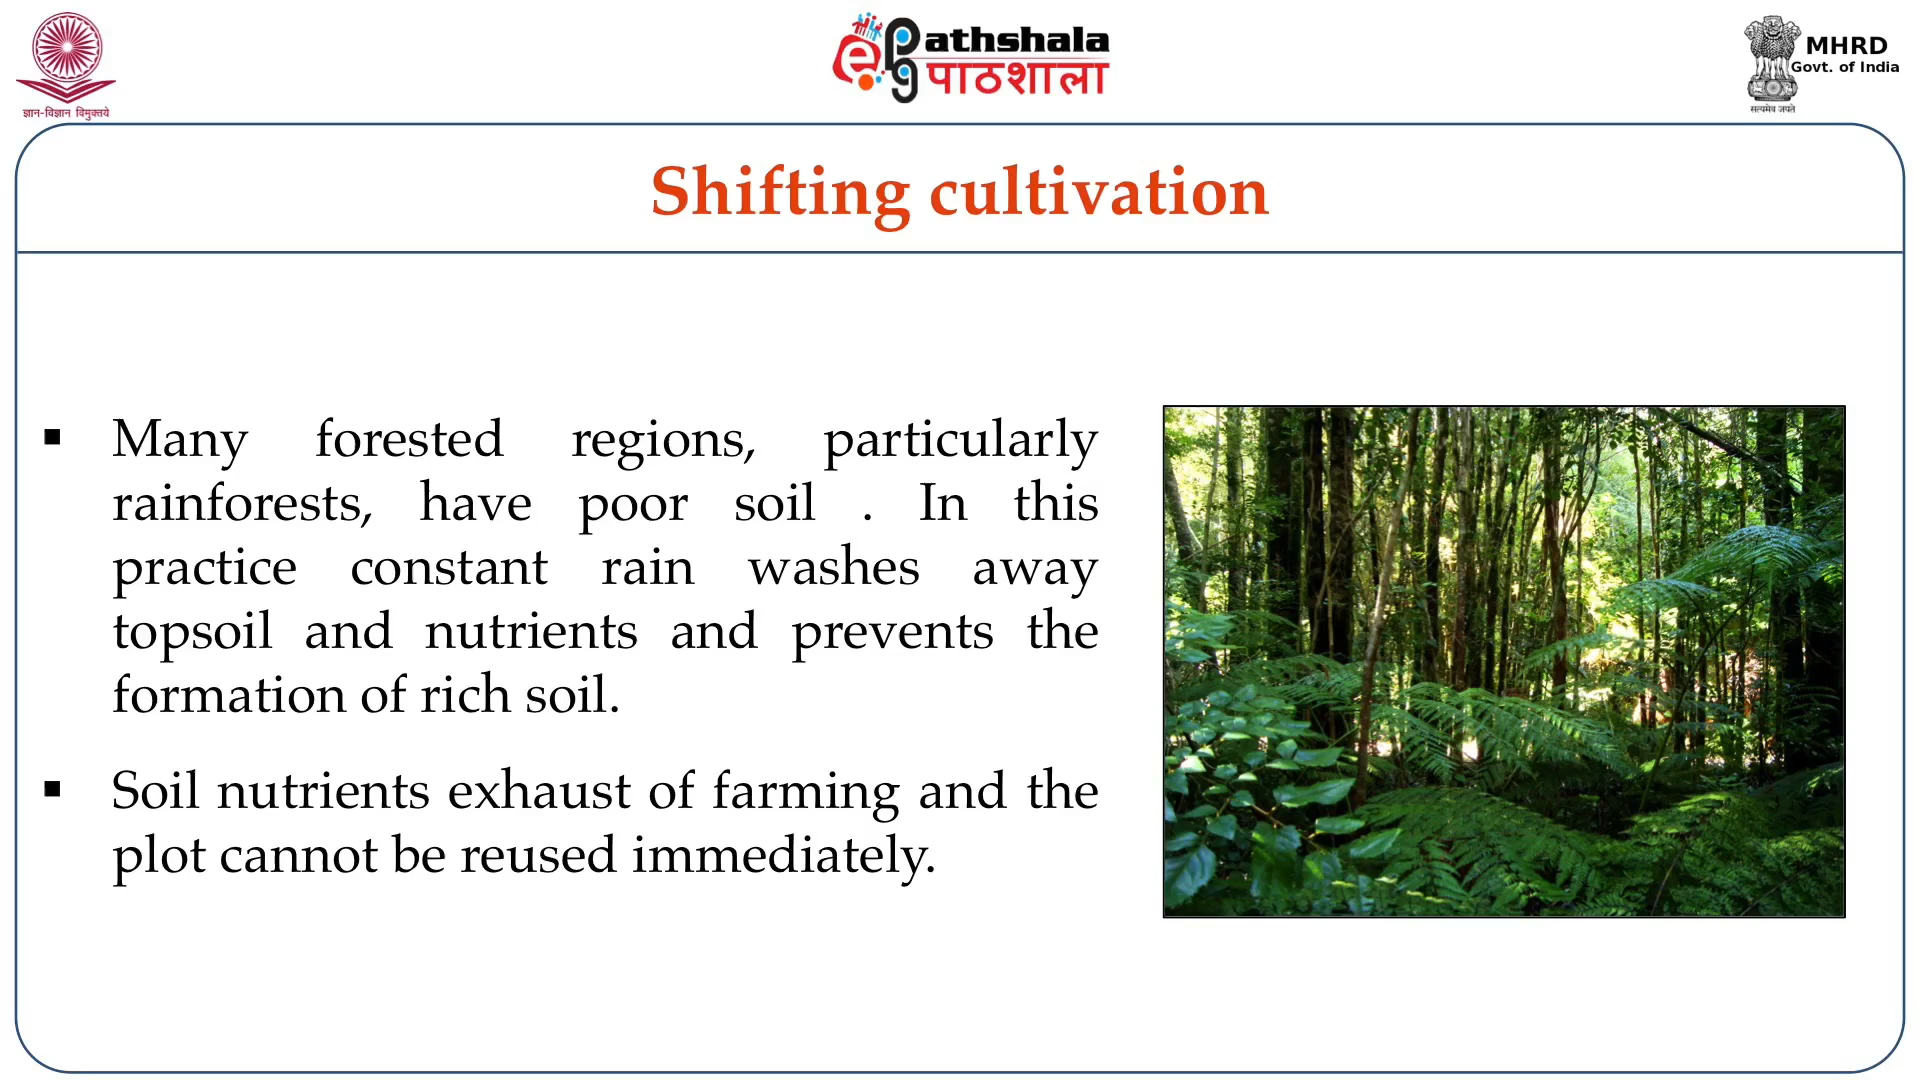 ज्ञान-विज्ञान विमुक्तये
ePG athshala
पाठशाला
MHRD
Govt. of India
सत्यमेव जयते
Shifting cultivation
▪ Many forested regions, particularly
rainforests, have poor soil . In this
practice constant rain washes away
topsoil and nutrients and prevents the
formation of rich soil.
▪ Soil nutrients exhaust of farming and the
plot cannot be reused immediately.